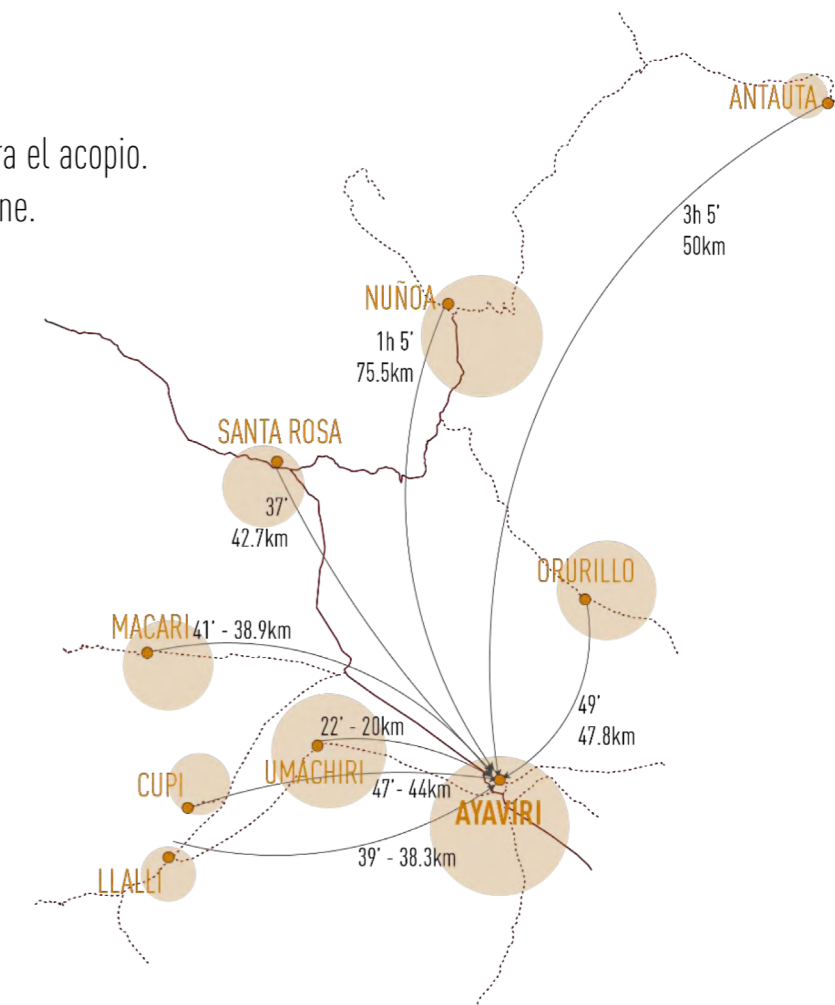 ra el acopio.
ne.
ANTAUTA
3h 5'
50km
NUÑOA
1h 5'
75.5km
SANTA ROSA
37'
42.7km
ORURILLO
MACARI
41' - 38.9km
49'
47.8km
22' - 20km
UMACHIRI
CUPI
47'- 44km
AYAVIRI
39' - 38.3km
LLALLI